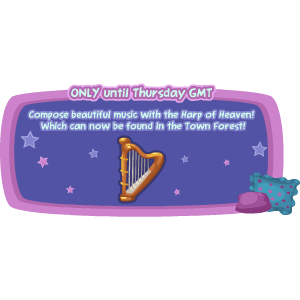 ONLY until Thursday GMT
Compose beautiful music with the Harp of Heaven!
Which can now be found in the Town Forest!